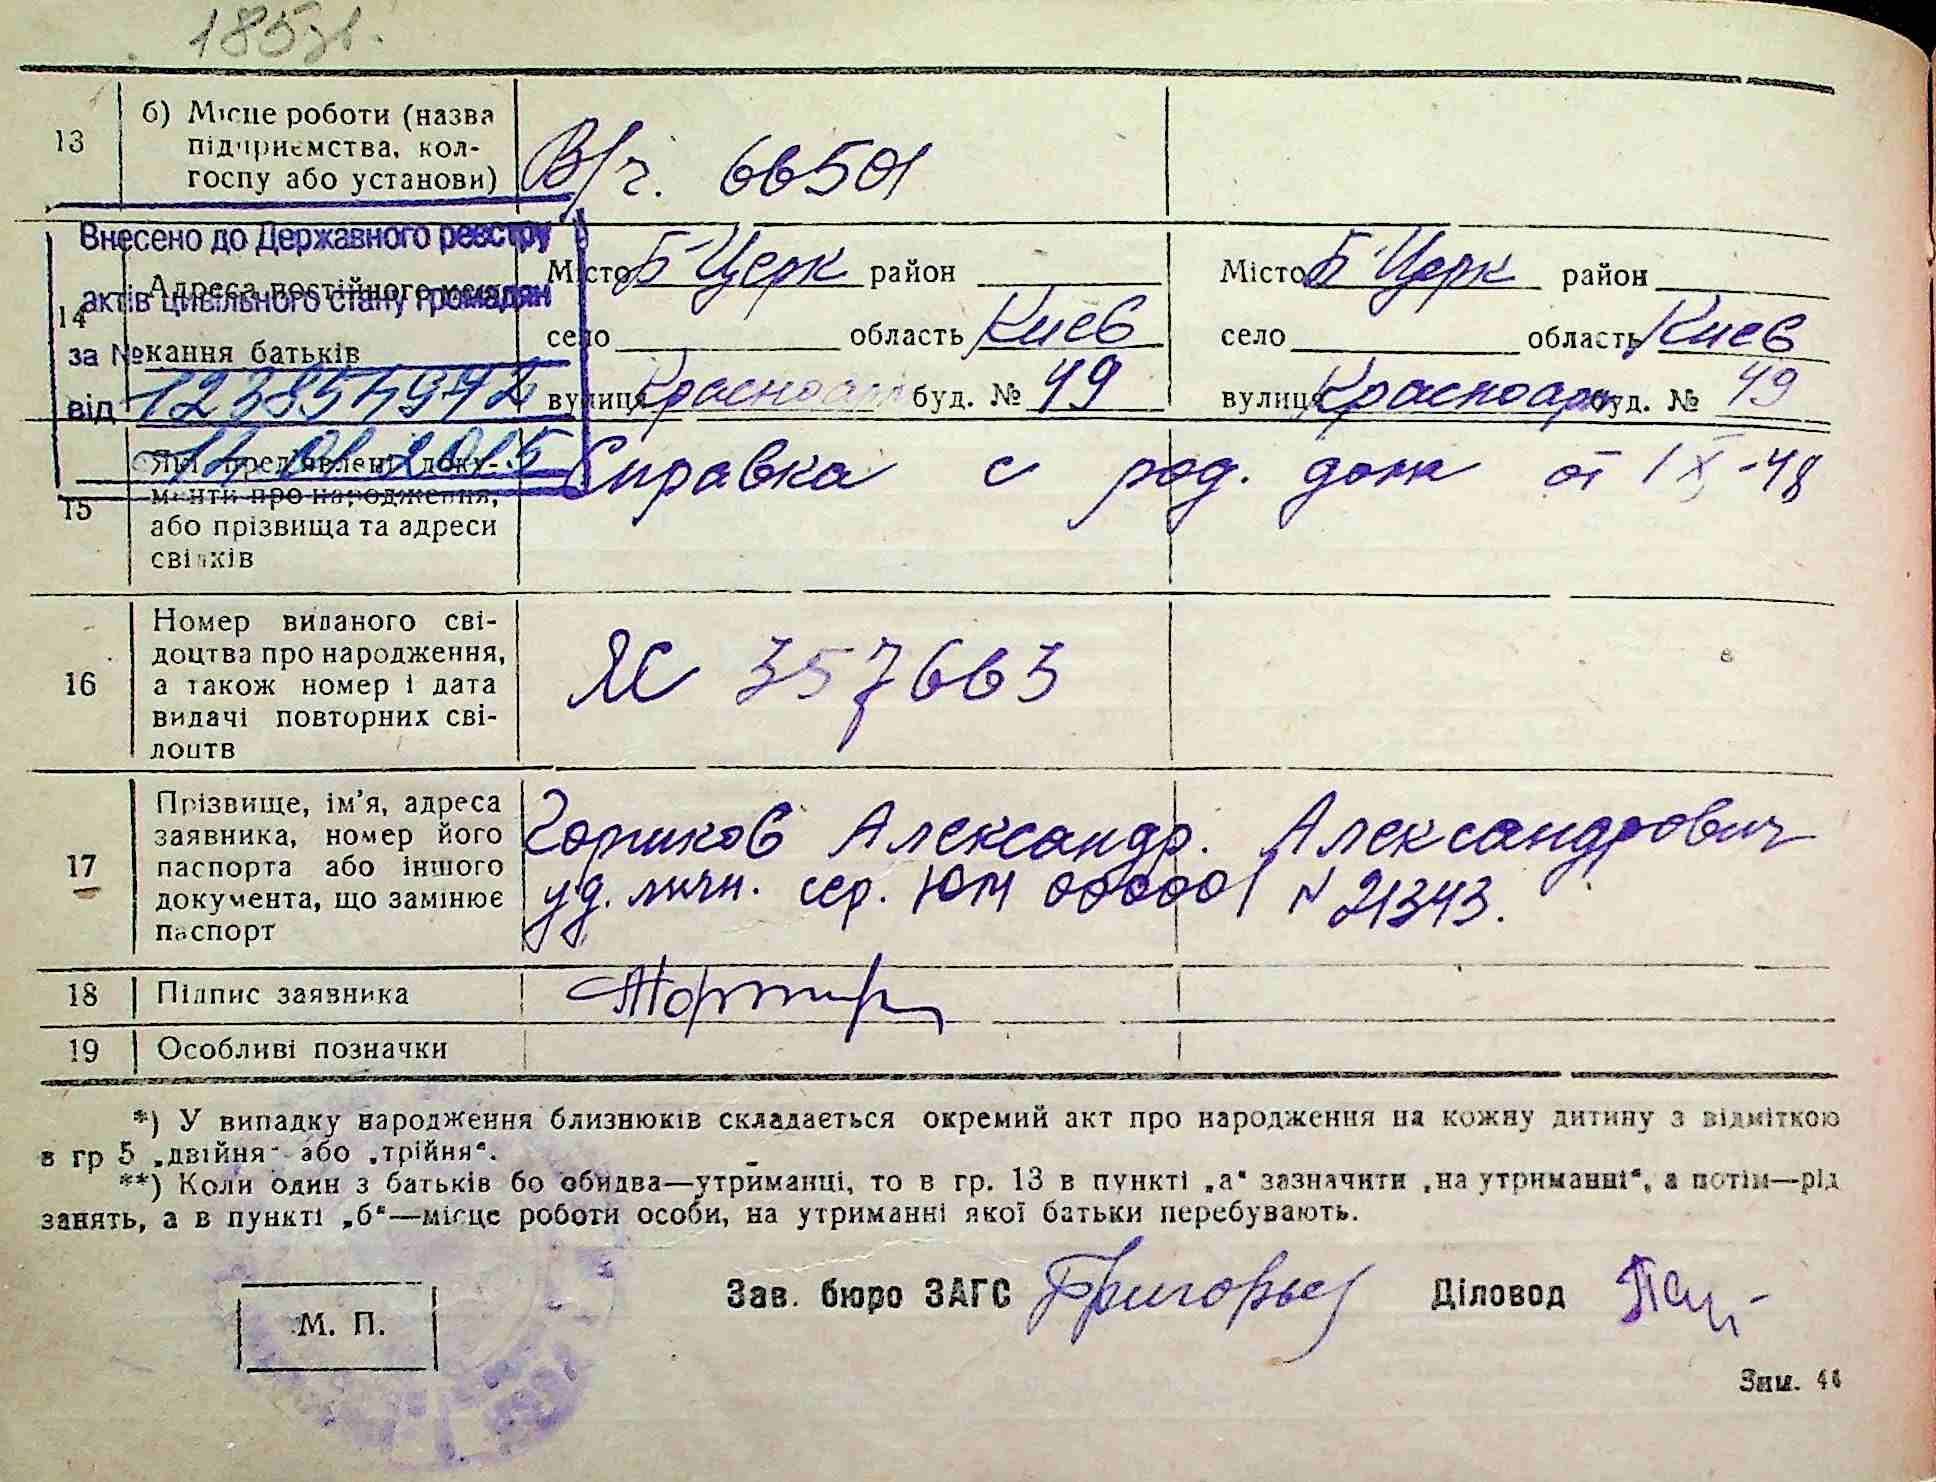 185
13
б) Місце роботи (назва
підприємства, кол-
госпу або установи)
В/ч. 66501
Внесено до Державного реєстру
актів цивільного стану громадян
за №
від
14
Адреса постійного
кання батьків
Місто Б Церк район
село область Киев
вулиця Красноарм буд. № 49
Місто Б Церк район
село область Киев
вулиця Красноарм буд. № 49
15
Які пред'явлені доку-
менти про народження,
або прізвища та адреси
свідків
Справка с род. дома от IX-48
16
Номер виданого сві-
доцтва про народження,
а також номер і дата
видачі повторних сві-
доцтв
ЯС 357663
17
Прізвище, ім'я, адреса
заявника, номер його
паспорта або іншого
документа, що замінює
паспорт
Александр. Александрович
уд. личн. сер. ЮМ 000001 N 21343.
18
Підпис заявника
19
Особливі позначки
*) У випадку народження близнюків складається окремий акт про народження на кожну дитину з відміткою
в гр 5 „двійня" або „трійня".
**) Коли один з батьків бо обидва—утриманці, то в гр. 13 в пункті „а" зазначити „на утриманні", а потім—рід
занять, а в пункті „б"—місце роботи особи, на утриманні якої батьки перебувають.
М. П.
Зав. бюро ЗАГС Григорьев Діловод
Зам. 44